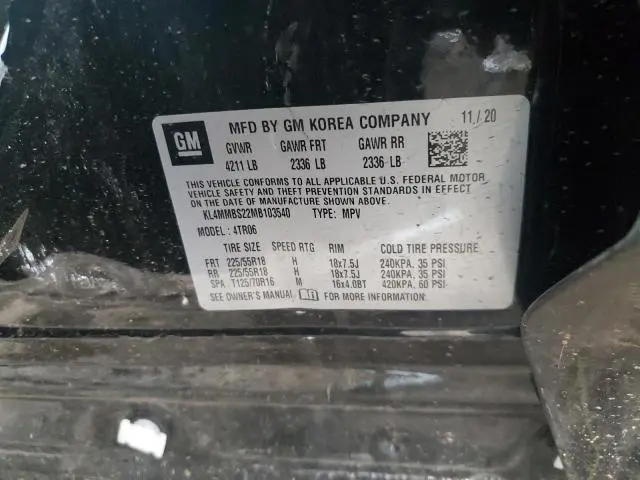 GM
MFD BY GM KOREA COMPANY 11/20
GVWR GAWR FRT GAWR RR
4211 LB 2336 LB 2336 LB
THIS VEHICLE CONFORMS TO ALL APPLICABLE U.S. FEDERAL MOTOR
VEHICLE SAFETY AND THEFT PREVENTION STANDARDS IN EFFECT
ON THE DATE OF MANUFACTURE SHOWN ABOVE.
KL4MMBS22MB103540 TYPE: MPV
MODEL: 4TR06
TIRE SIZE SPEED RTG RIM COLD TIRE PRESSURE
FRT 225/55R18 H 18x7.5J 240KPA, 35 PSI
RR 225/55R18 H 18x7.5J 240KPA, 35 PSI
SPA T125/70R16 M 16x4.0BT 420KPA, 60 PSI
SEE OWNER'S MANUAL FOR MORE INFORMATION.